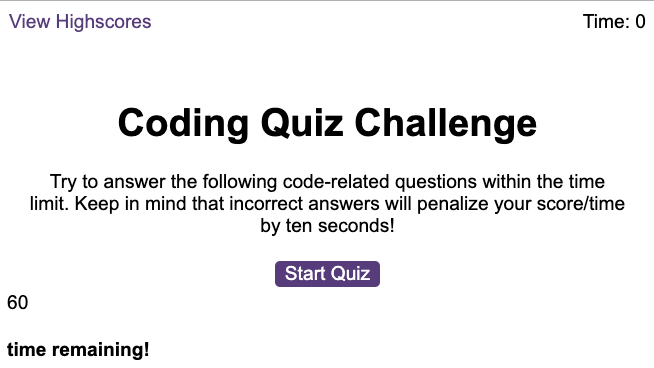 View Highscores
Time: 0
Coding Quiz Challenge
Try to answer the following code-related questions within the time
limit. Keep in mind that incorrect answers will penalize your score/time
by ten seconds!
Start Quiz
60
time remaining!